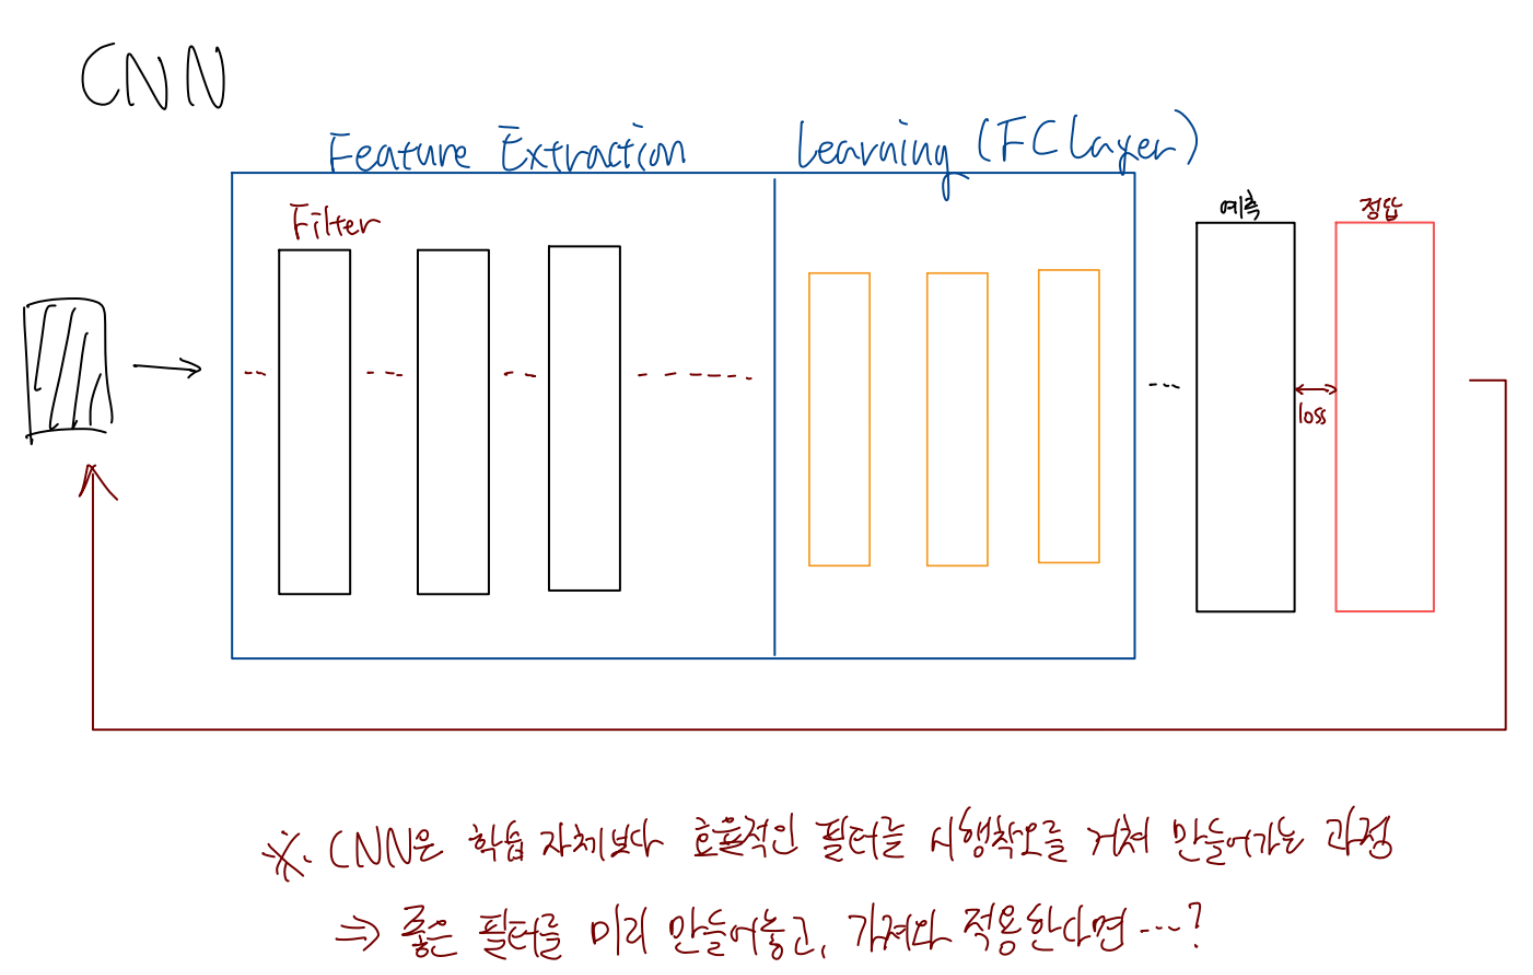 CNN
Feature Extraction
Learning (FC Layer)
Filter
예측
정답
loss
※. CNN은 학습 자체보다 효율적인 필터를 시행착오를 거쳐 만들어가는 과정
⇒ 좋은 필터를 미리 만들어놓고, 가져와 적용한다면…?